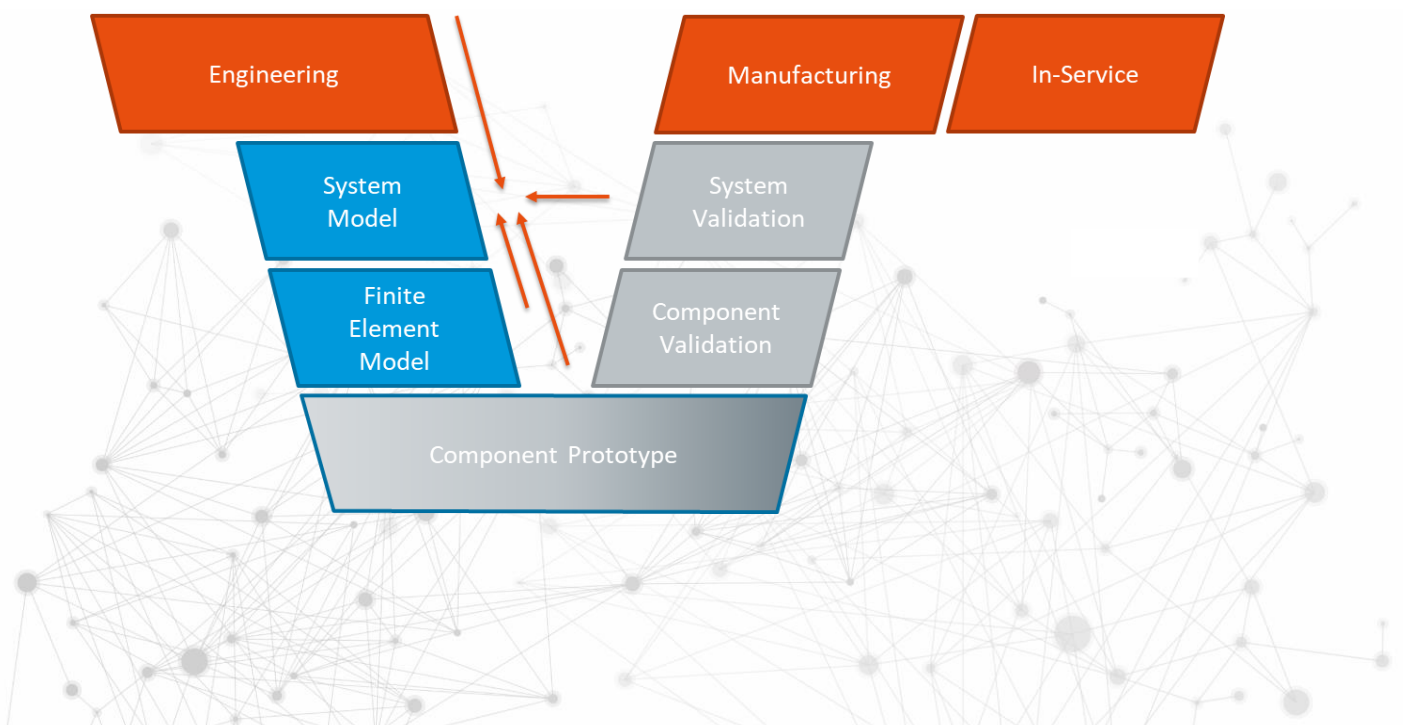 Engineering
Manufacturing
In-Service
System
Model
System
Validation
Finite
Element
Model
Component
Validation
Component Prototype